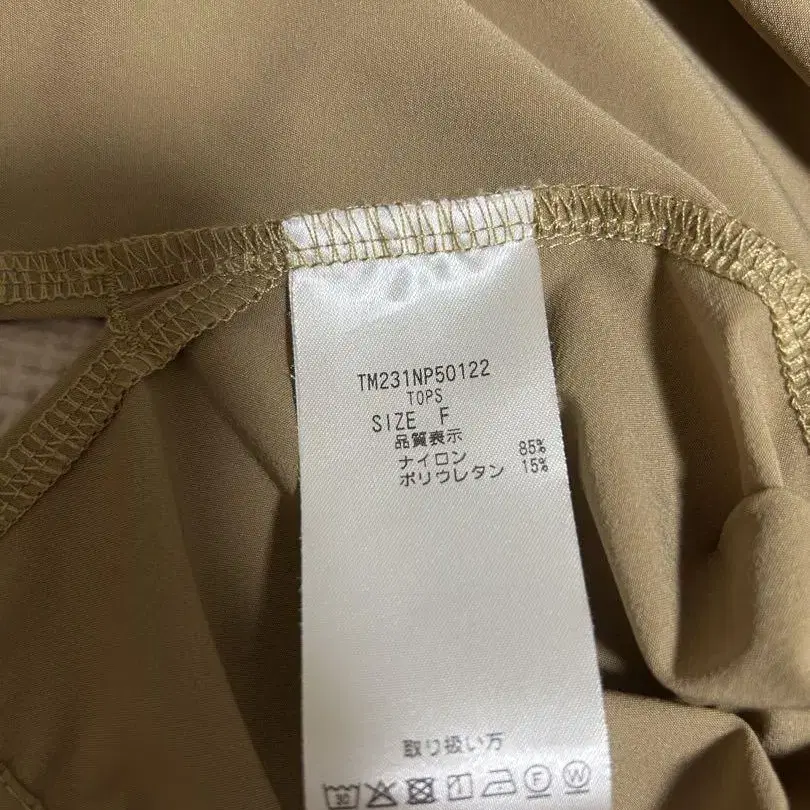 TM231NP50122
TOPS
SIZE F
品質表示
ナイロン 85%
ポリウレタン 15%
取り扱い方
30 F W